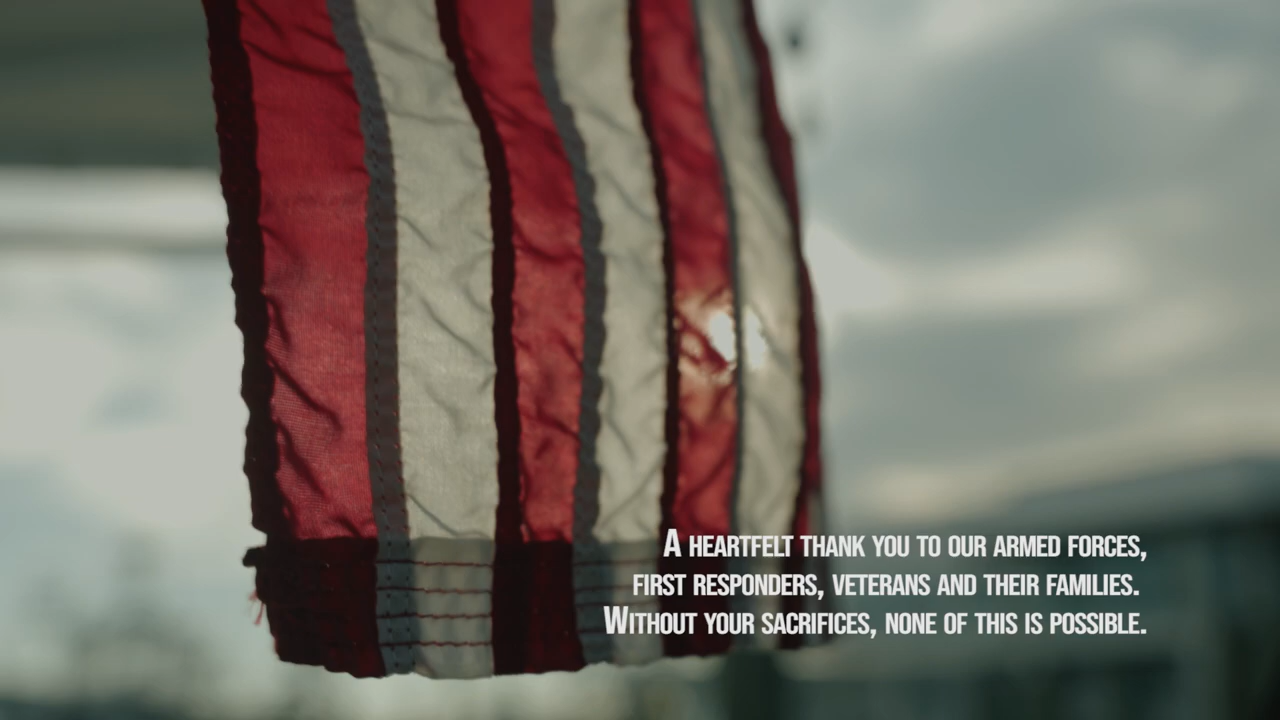 A HEARTFELT THANK YOU TO OUR ARMED FORCES,
FIRST RESPONDERS, VETERANS AND THEIR FAMILIES.
WITHOUT YOUR SACRIFICES, NONE OF THIS IS POSSIBLE.